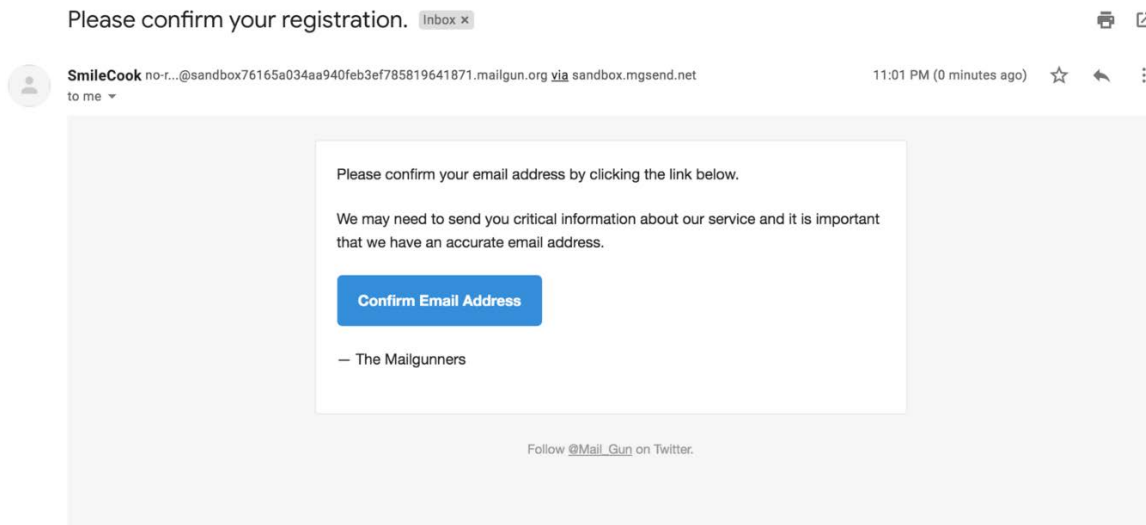 Please confirm your registration. Inbox x
SmileCook no-r...@sandbox76165a034aa940feb3ef785819641871.mailgun.org via sandbox.mgsend.net 11:01 PM (0 minutes ago)
to me
Please confirm your email address by clicking the link below.
We may need to send you critical information about our service and it is important
that we have an accurate email address.
Confirm Email Address
— The Mailgunners
Follow @Mail_Gun on Twitter.